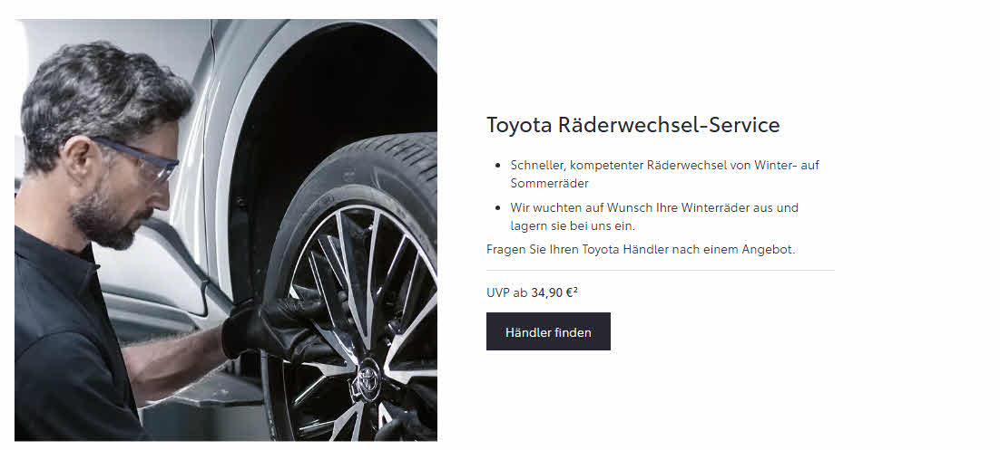 Toyota Räderwechsel-Service
Schneller, kompetenter Räderwechsel von Winter- auf
Sommerräder
Wir wuchten auf Wunsch Ihre Winterräder aus und
lagern sie bei uns ein.
Fragen Sie Ihren Toyota Händler nach einem Angebot.
UVP ab 34,90 €²
Händler finden